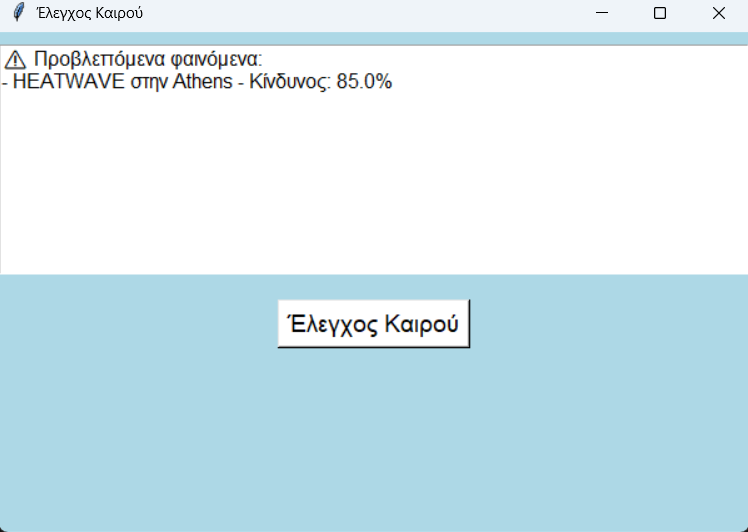 Έλεγχος Καιρού
⚠ Προβλεπόμενα φαινόμενα:
- HEATWAVE στην Athens - Κίνδυνος: 85.0%
Έλεγχος Καιρού